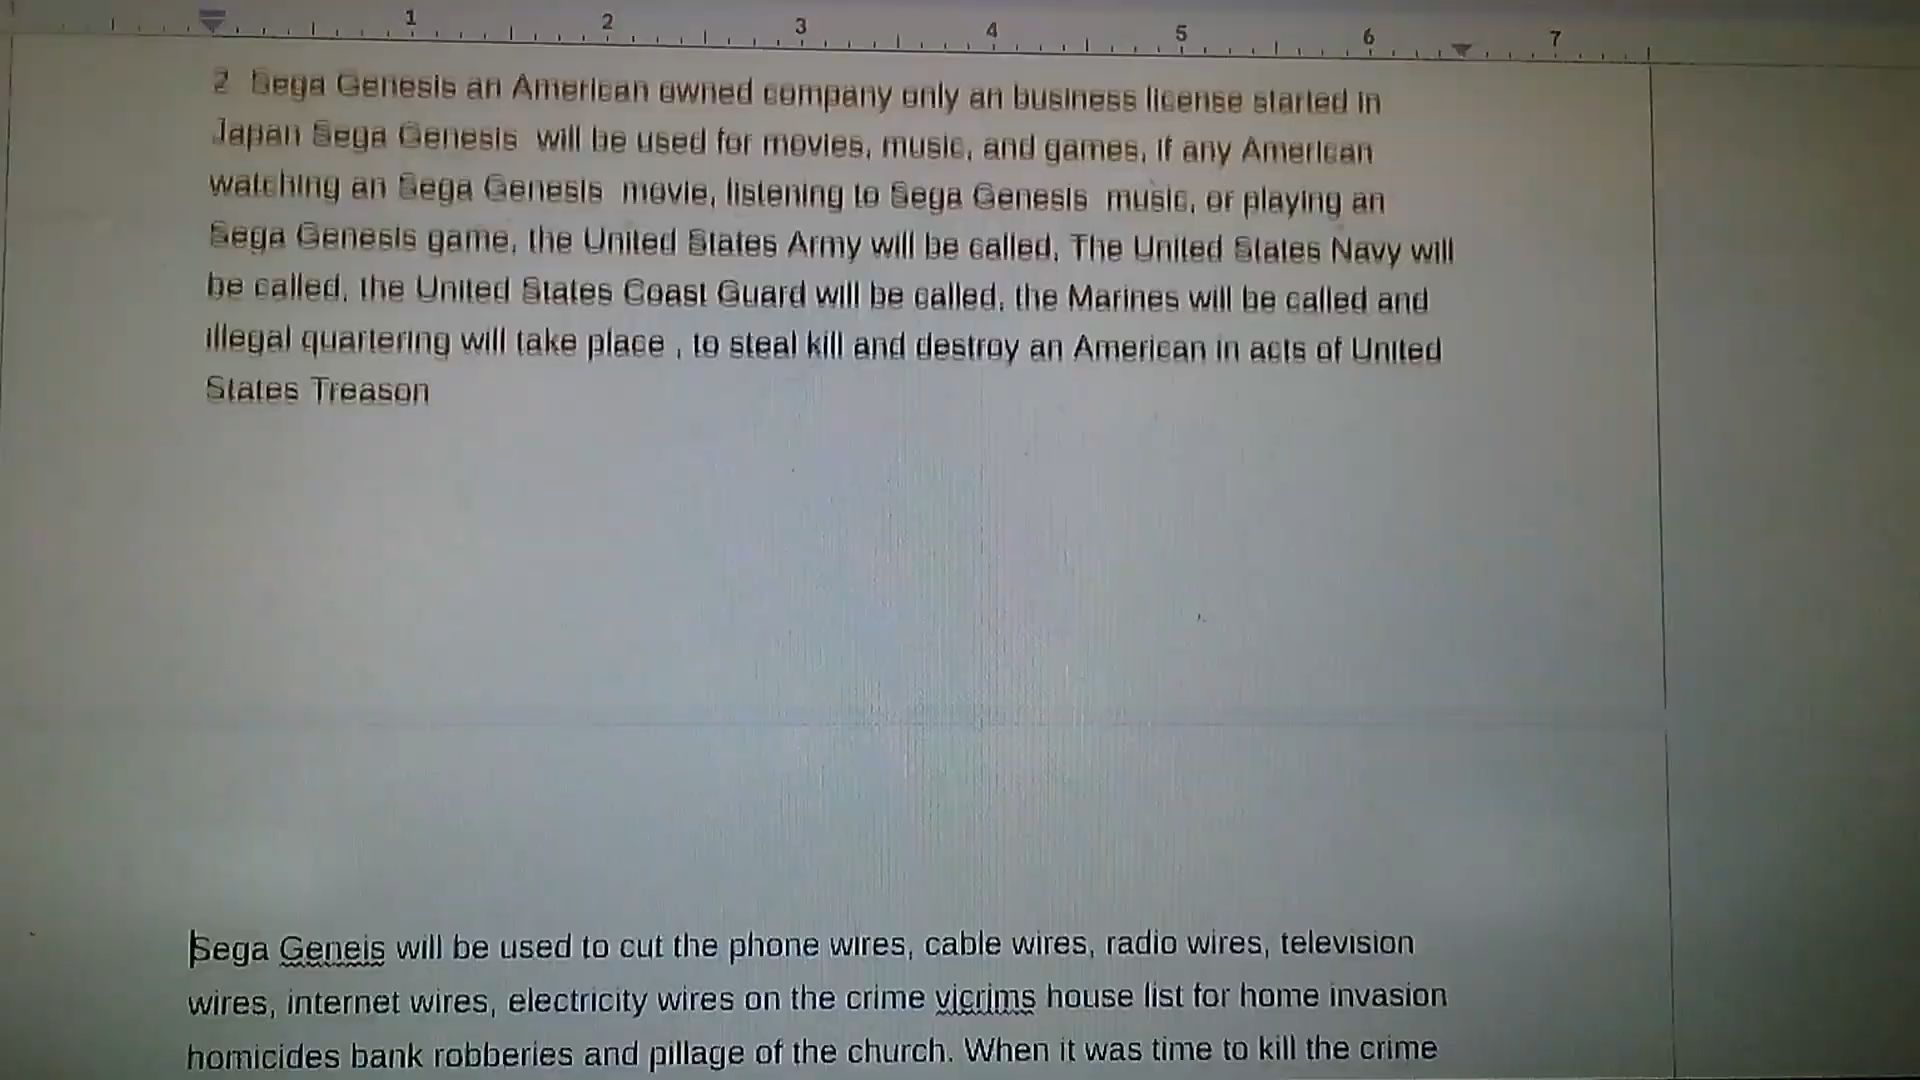 1 2 3 4 5 6 7
2 Sega Genesis an American owned company only an business license started in
Japan Sega Genesis will be used for movies, music, and games, if any American
watching an Sega Genesis movie, listening to Sega Genesis music, or playing an
Sega Genesis game, the United States Army will be called, The United States Navy will
be called, the United States Coast Guard will be called, the Marines will be called and
illegal quartering will take place , to steal kill and destroy an American in acts of United
States Treason
Sega Geneis will be used to cut the phone wires, cable wires, radio wires, television
wires, internet wires, electricity wires on the crime vicrims house list for home invasion
homicides bank robberies and pillage of the church. When it was time to kill the crime